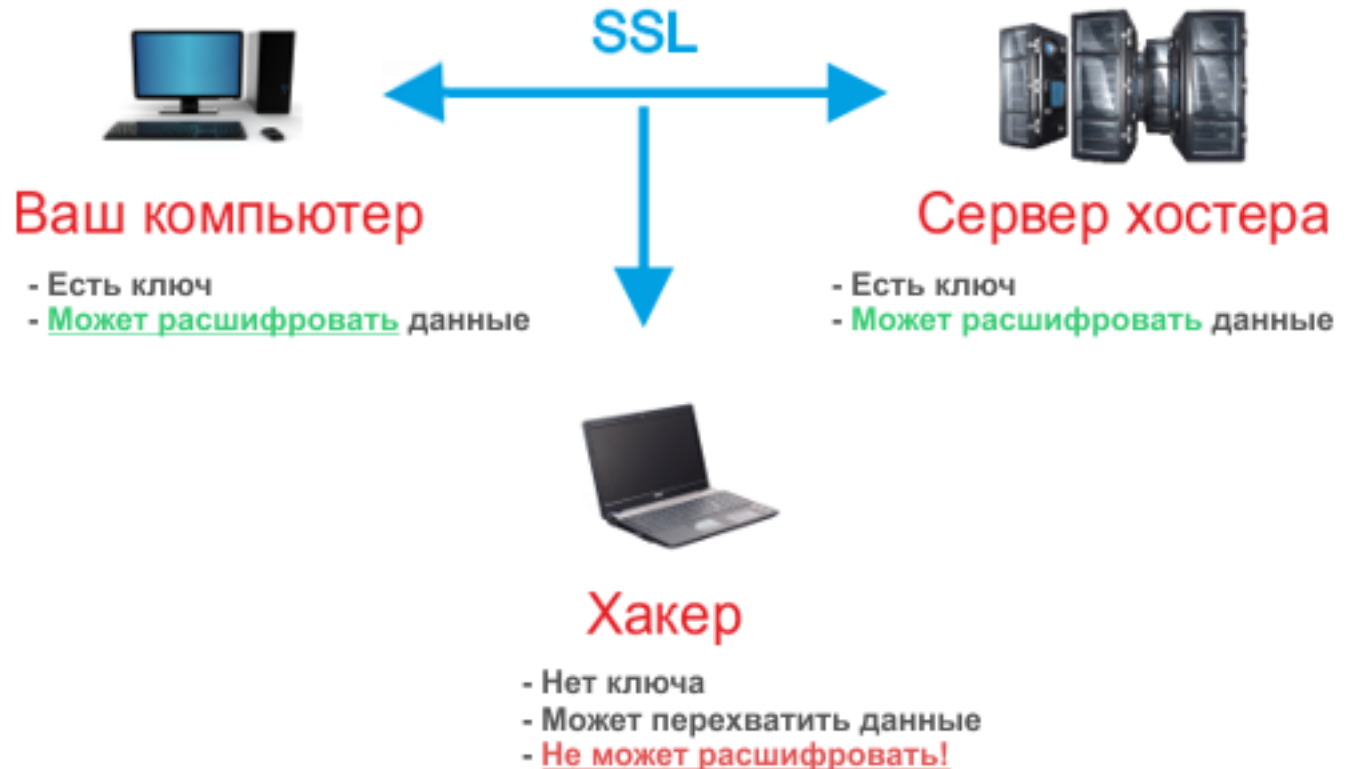 SSL
Ваш компьютер
- Есть ключ
- Может расшифровать данные
Сервер хостера
- Есть ключ
- Может расшифровать данные
Хакер
- Нет ключа
- Может перехватить данные
- Не может расшифровать!